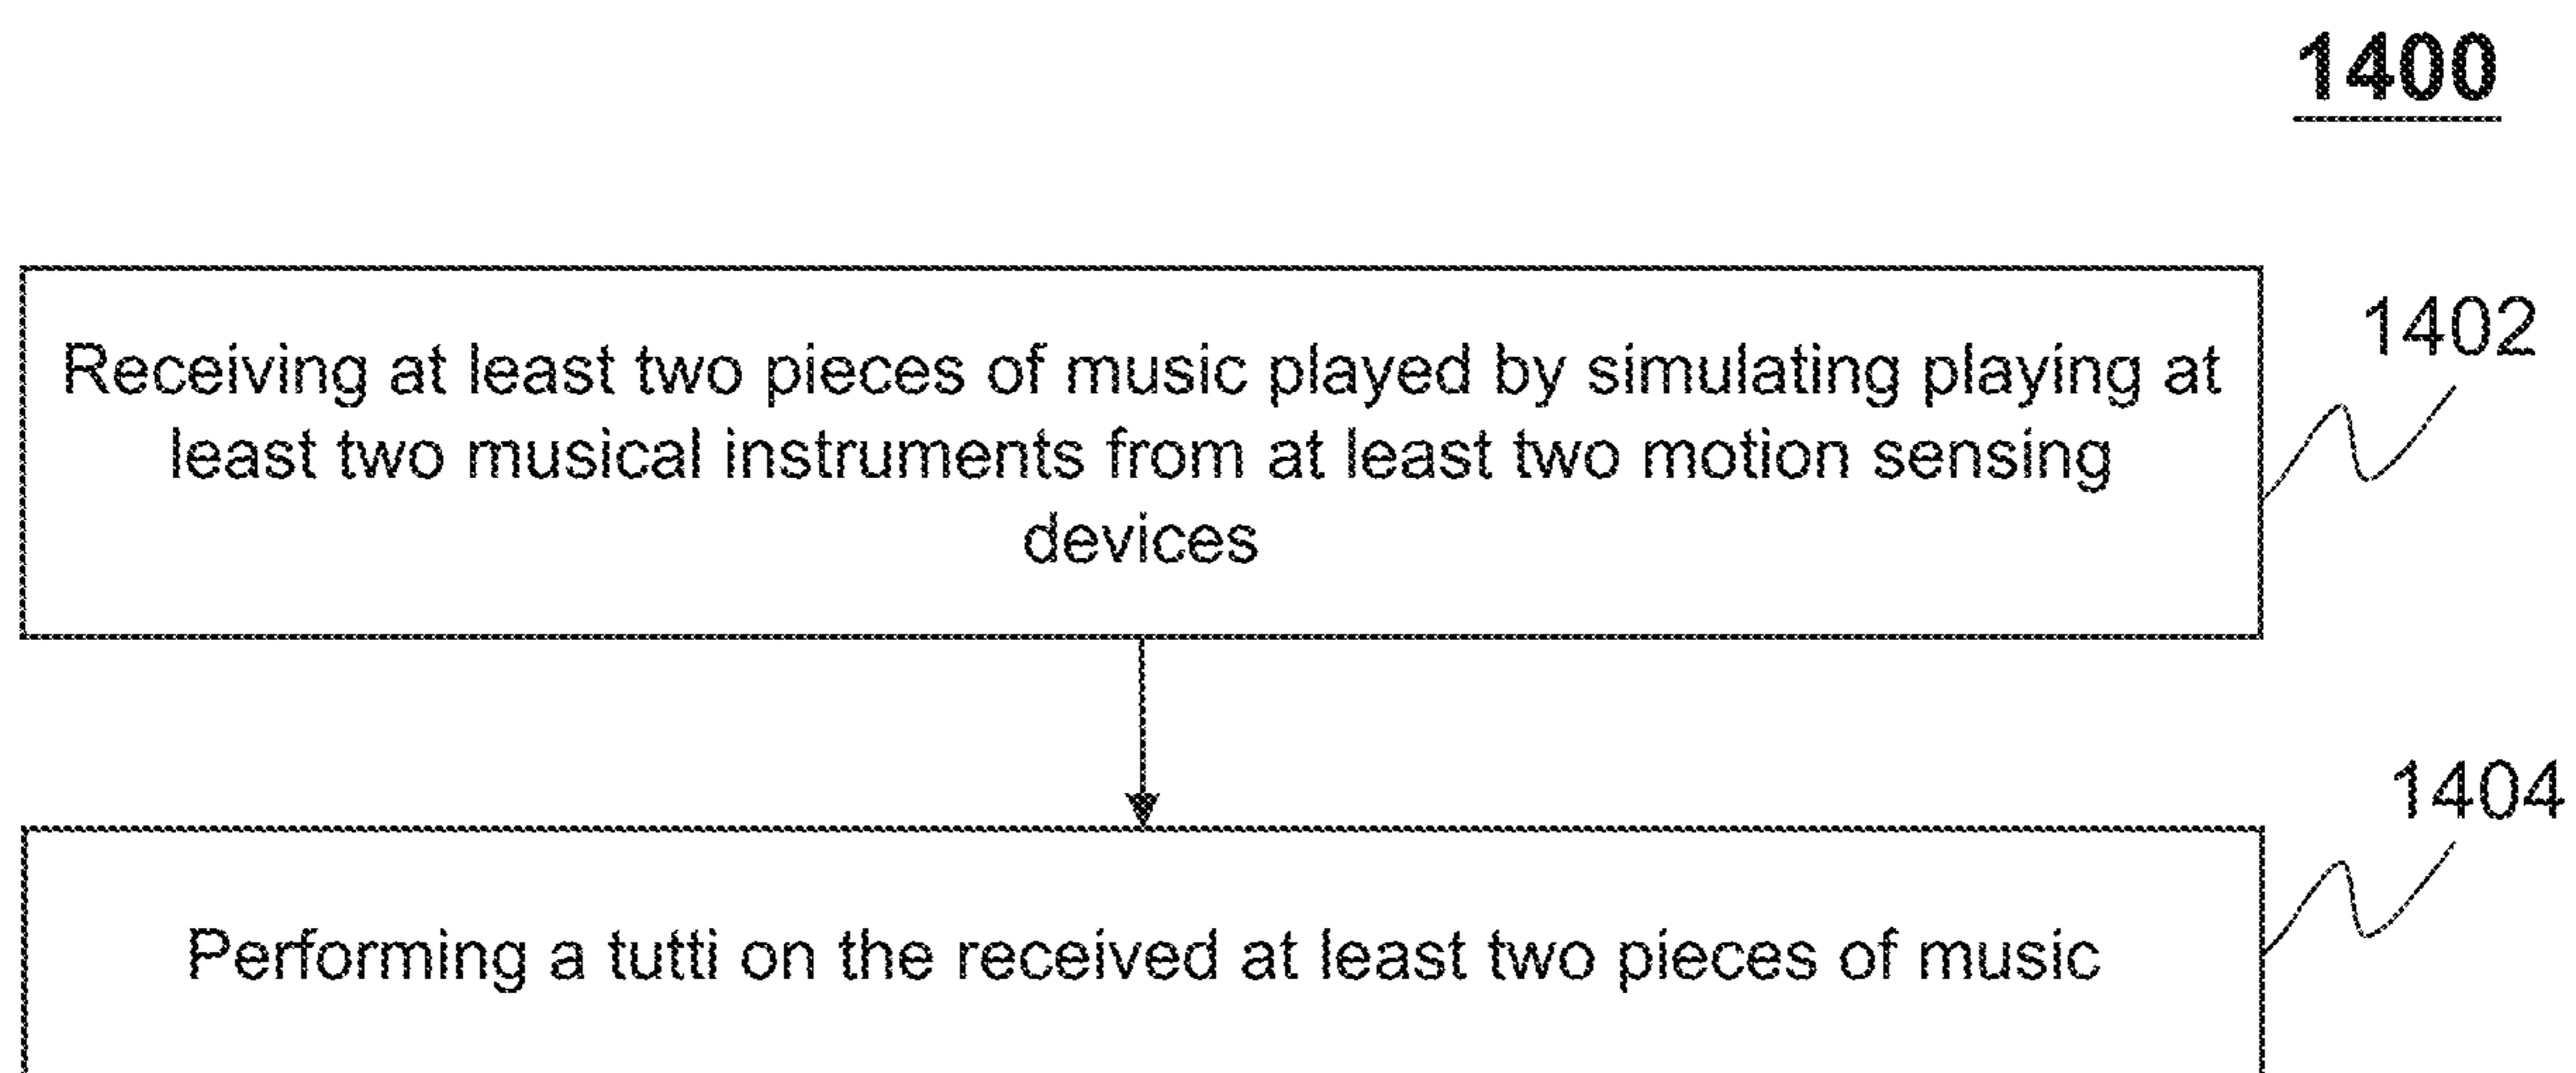 1400
Receiving at least two pieces of music played by simulating playing at
least two musical instruments from at least two motion sensing
devices
1402
1404
Performing a tutti on the received at least two pieces of music